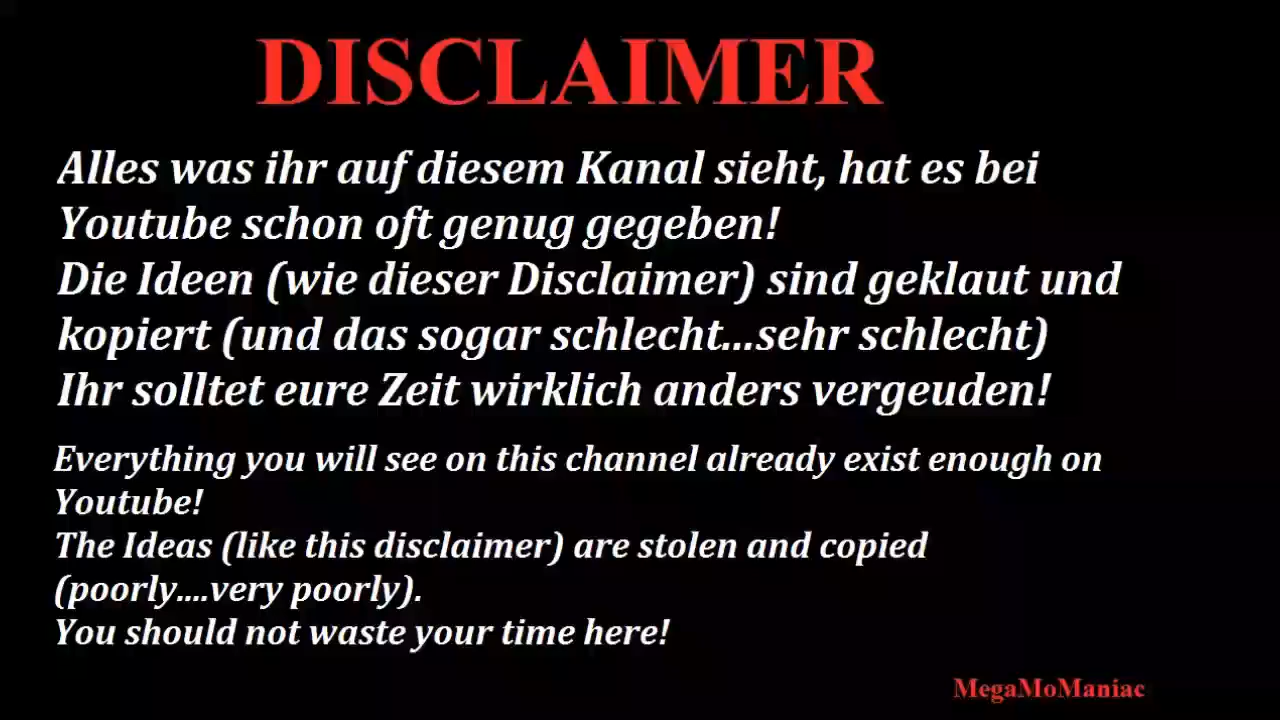 DISCLAIMER
Alles was ihr auf diesem Kanal sieht, hat es bei
Youtube schon oft genug gegeben!
Die Ideen (wie dieser Disclaimer) sind geklaut und
kopiert (und das sogar schlecht...sehr schlecht)
Ihr solltet eure Zeit wirklich anders vergeuden!
Everything you will see on this channel already exist enough on
Youtube!
The Ideas (like this disclaimer) are stolen and copied
(poorly....very poorly).
You should not waste your time here!
MegaMoManiac